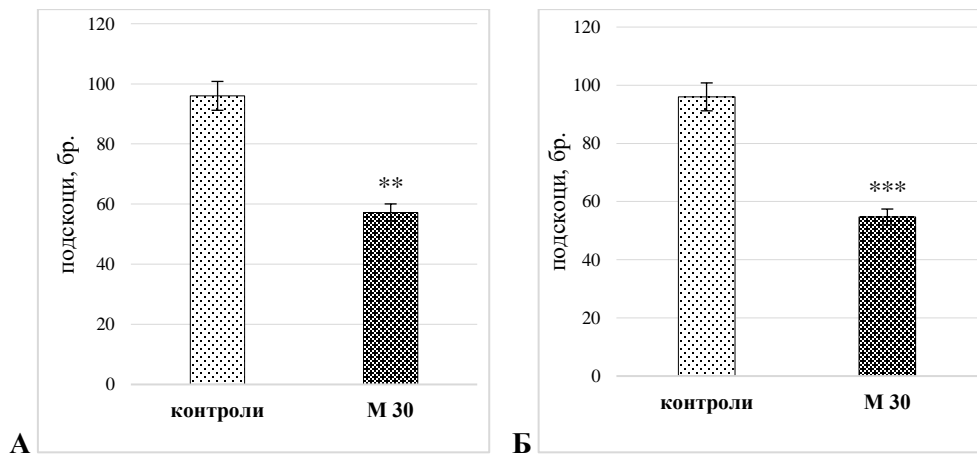 120
100
80
60
40
20
0
подскоци, бр.
**
контроли
М 30
А
120
100
80
60
40
20
0
подскоци, бр.
***
контроли
М 30
Б